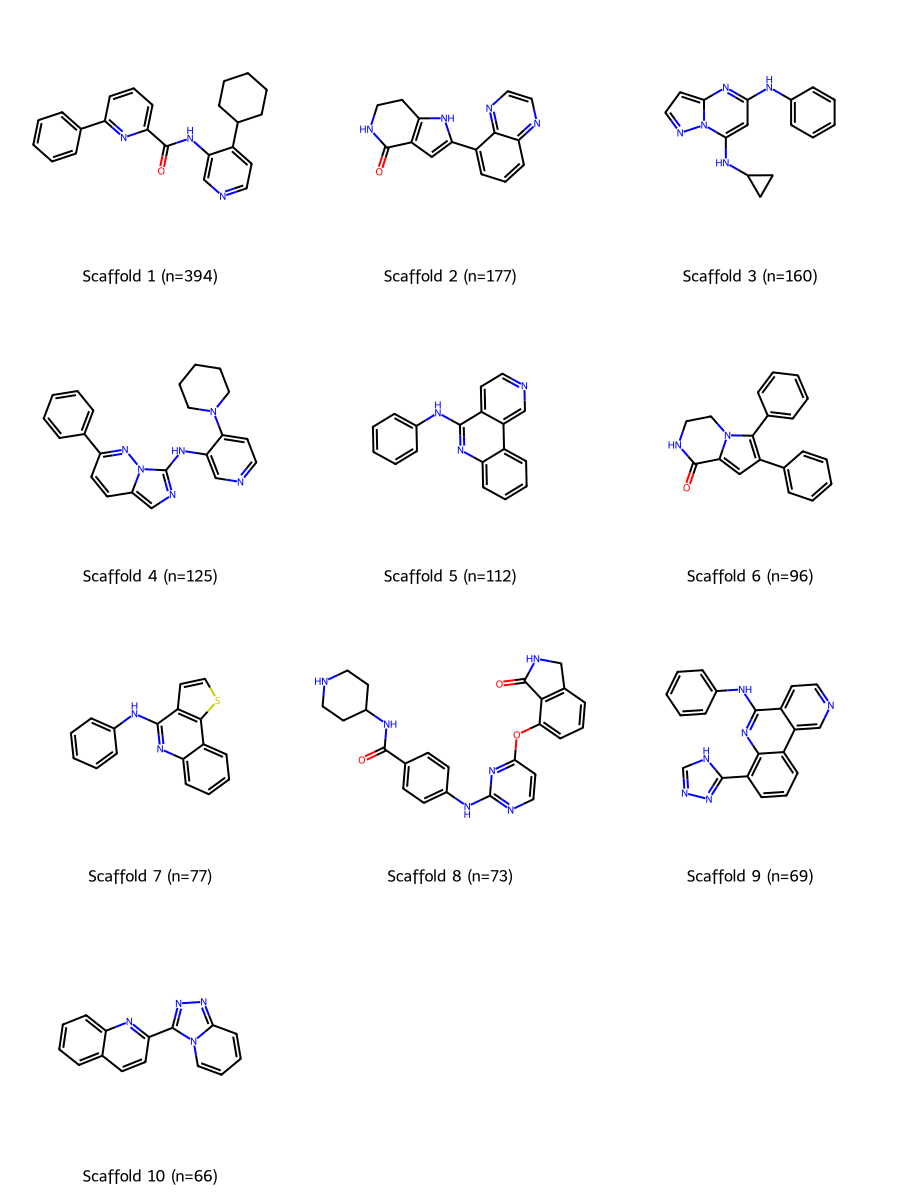 Scaffold 1 (n=394)
Scaffold 2 (n=177)
Scaffold 3 (n=160)
Scaffold 4 (n=125)
Scaffold 5 (n=112)
Scaffold 6 (n=96)
Scaffold 7 (n=77)
Scaffold 8 (n=73)
Scaffold 9 (n=69)
Scaffold 10 (n=66)